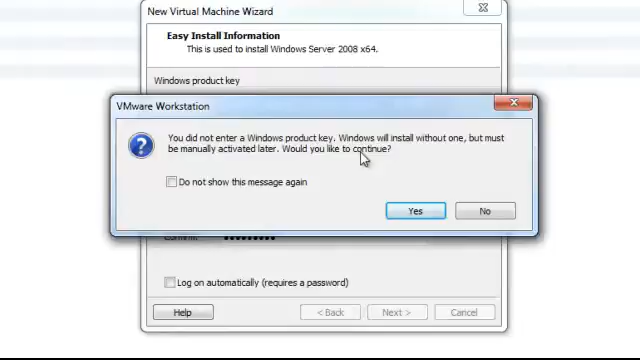 New Virtual Machine Wizard
Easy Install Information
This is used to install Windows Server 2008 x64.
Windows product key
VMware Workstation
You did not enter a Windows product key. Windows will install without one, but must
be manually activated later. Would you like to continue?
Do not show this message again
Yes
No
Confirm:
Log on automatically (requires a password)
Help
< Back
Next >
Cancel